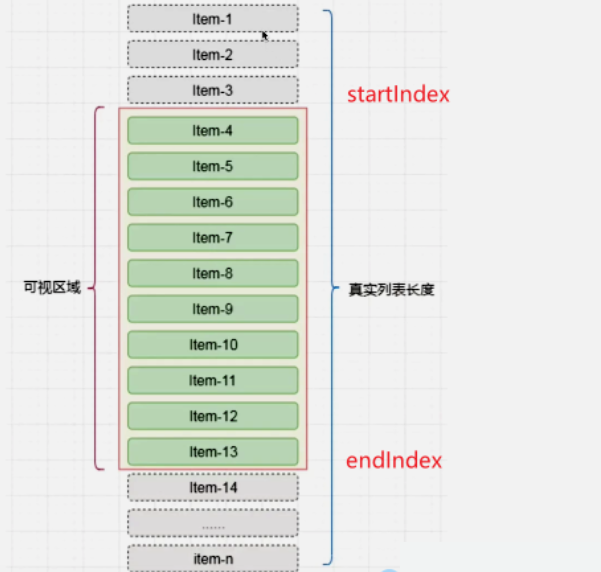 Item-1
Item-2
Item-3
startIndex
Item-4
Item-5
Item-6
Item-7
Item-8
可视区域
真实列表长度
Item-9
Item-10
Item-11
Item-12
Item-13
endIndex
Item-14
......
item-n